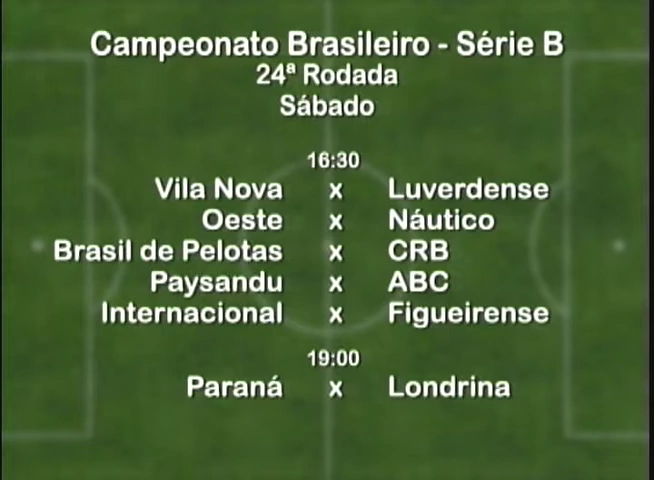 Campeonato Brasileiro - Série B
24ª Rodada
Sábado
16:30
Vila Nova x Luverdense
Oeste x Náutico
Brasil de Pelotas x CRB
Paysandu x ABC
Internacional x Figueirense
19:00
Paraná x Londrina